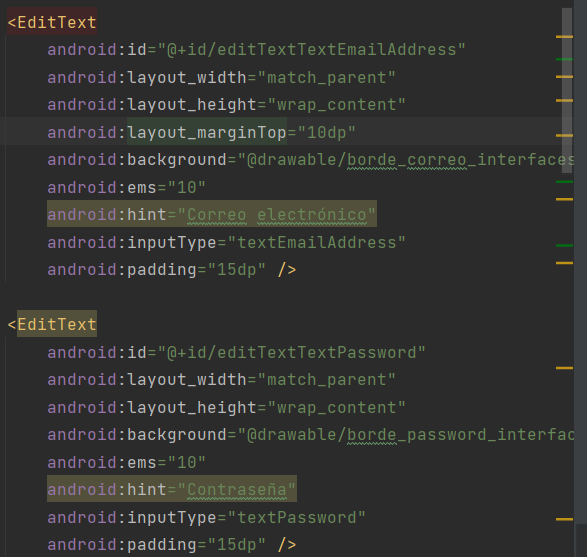 <EditText
android:id="@+id/editTextTextEmailAddress"
android:layout_width="match_parent"
android:layout_height="wrap_content"
android:layout_marginTop="10dp"
android:background="@drawable/borde_correo_interfaces
android:ems="10"
android:hint="Correo electrónico"
android:inputType="textEmailAddress"
android:padding="15dp" />
<EditText
android:id="@+id/editTextTextPassword"
android:layout_width="match_parent"
android:layout_height="wrap_content"
android:background="@drawable/borde_password_interfac
android:ems="10"
android:hint="Contraseña"
android:inputType="textPassword"
android:padding="15dp" />